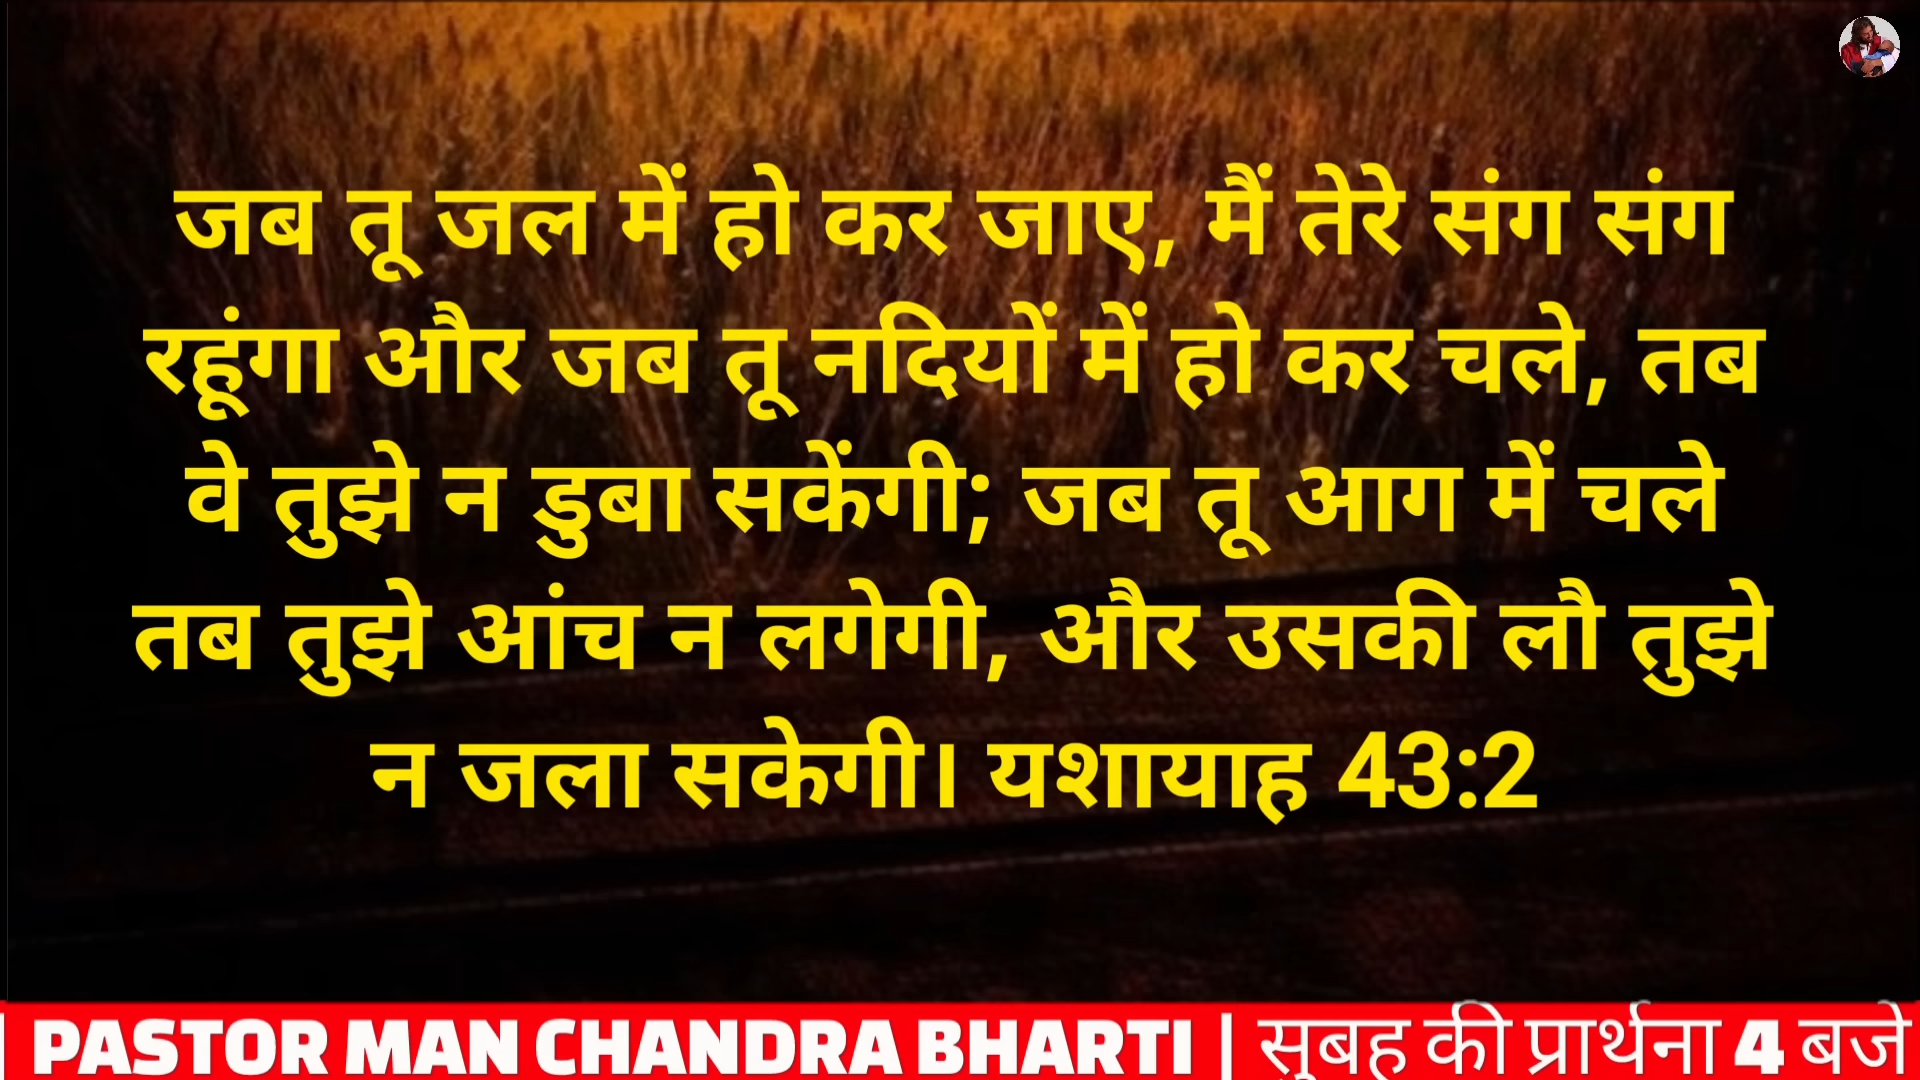 जब तू जल में हो कर जाए, मैं तेरे संग संग
रहूंगा और जब तू नदियों में हो कर चले, तब
वे तुझे न डुबा सकेंगी; जब तू आग में चले
तब तुझे आंच न लगेगी, और उसकी लौ तुझे
न जला सकेगी। यशायाह 43:2
PASTOR MAN CHANDRA BHARTI | सुबह की प्रार्थना 4 बजे